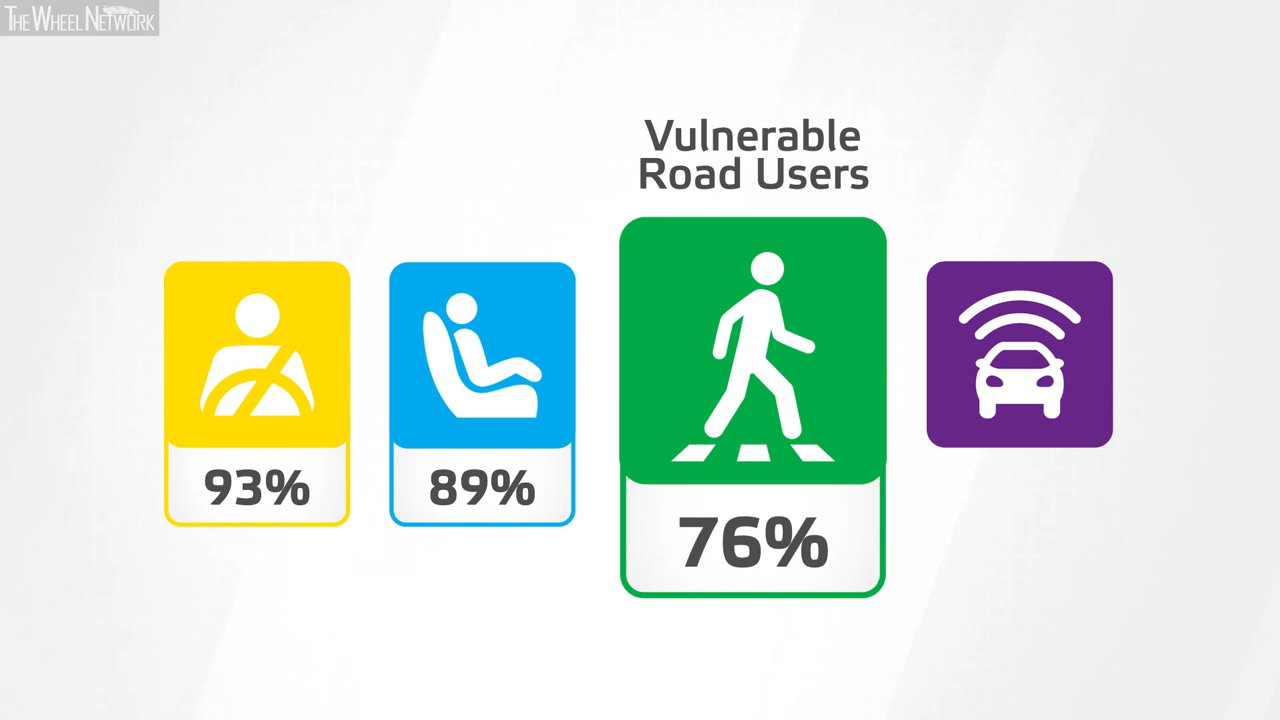 The Wheel Network
Vulnerable
Road Users
93%
89%
76%